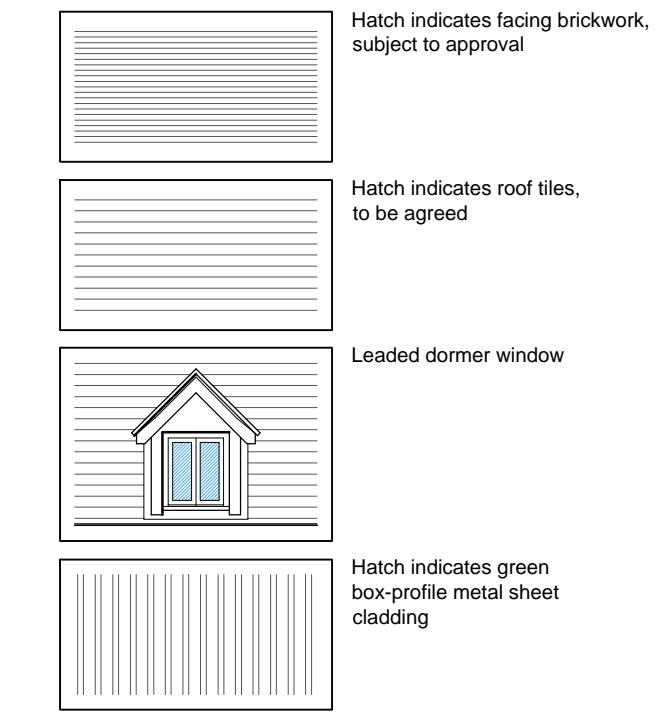 Hatch indicates facing brickwork,
subject to approval
Hatch indicates roof tiles,
to be agreed
Leaded dormer window
Hatch indicates green
box-profile metal sheet
cladding